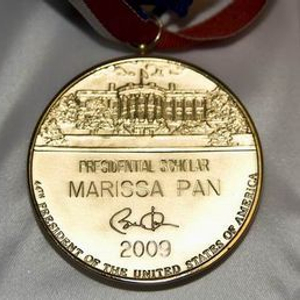 PRESIDENTIAL SCHOLAR
MARISSA PAN
2009
44TH PRESIDENT OF THE UNITED STATES OF AMERICA